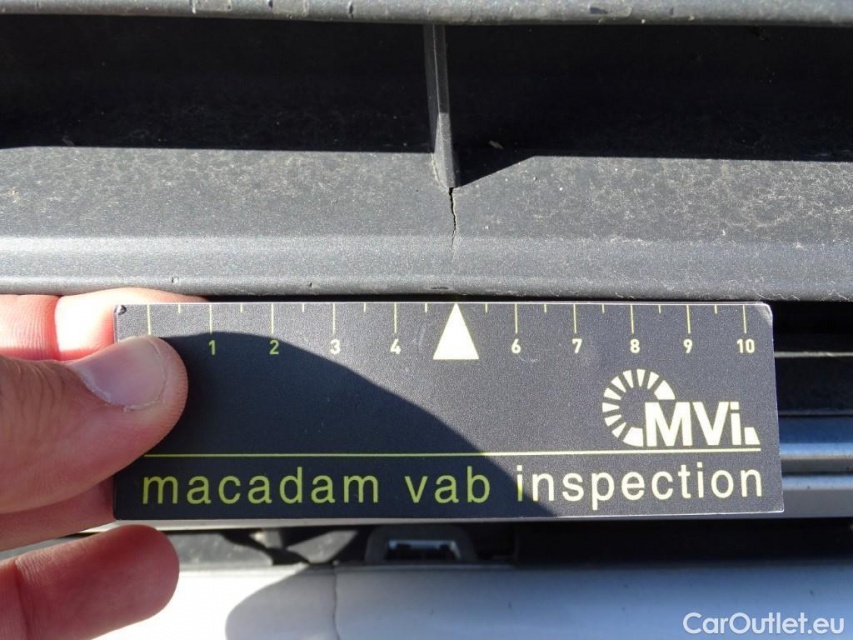 1 2 3 4 6 7 8 9 10
MVi
macadam vab inspection
CarOutlet.eu